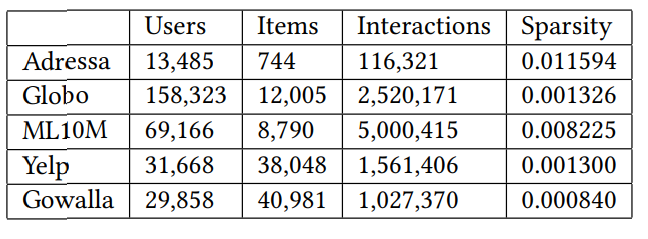 Users Items Interactions Sparsity
Adressa 13,485 744 116,321 0.011594
Globo 158,323 12,005 2,520,171 0.001326
ML10M 69,166 8,790 5,000,415 0.008225
Yelp 31,668 38,048 1,561,406 0.001300
Gowalla 29,858 40,981 1,027,370 0.000840